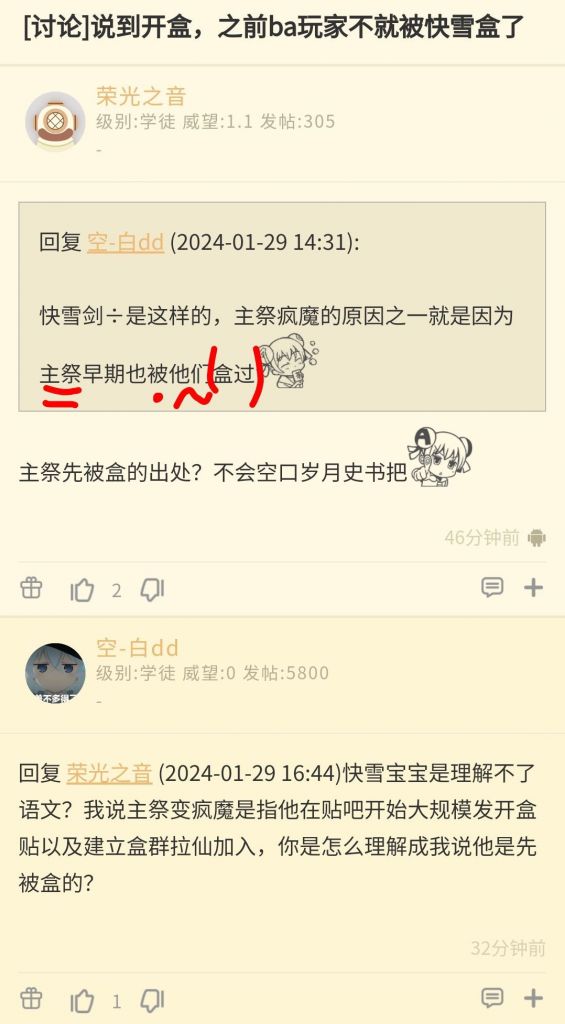 [讨论]说到开盒，之前ba玩家不就被快雪盒了
荣光之音
级别:学徒 威望:1.1 发帖:305
-
回复 空-白dd (2024-01-29 14:31):
快雪剑÷是这样的，主祭疯魔的原因之一就是因为
主祭早期也被他们盒过
主祭先被盒的出处？不会空口岁月史书把
46分钟前
2
空-白dd
级别:学徒 威望:0 发帖:5800
-
回复 荣光之音 (2024-01-29 16:44)快雪宝宝是理解不了
语文？我说主祭变疯魔是指他在贴吧开始大规模发开盒
贴以及建立盒群拉仙加入，你是怎么理解成我说他是先
被盒的？
32分钟前
1